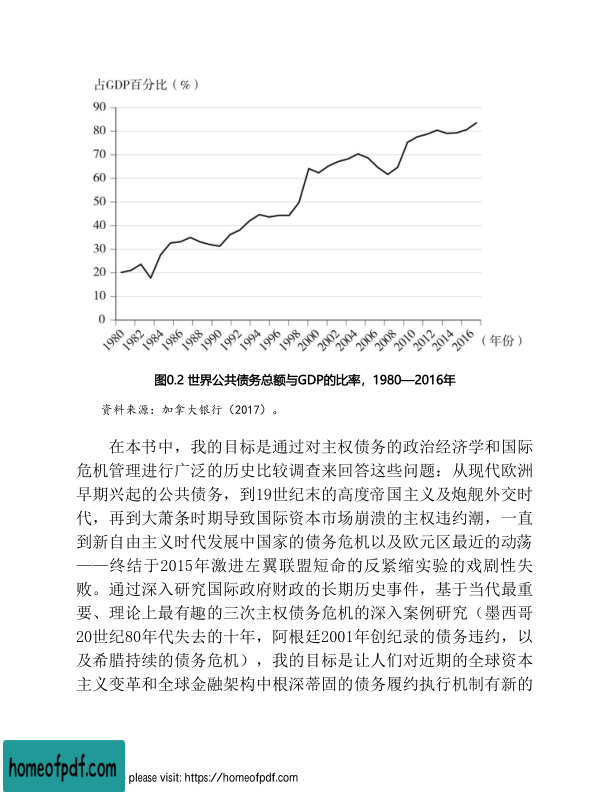 占GDP百分比（%）
90
80
70
60
50
40
30
20
10
0
1980 1982 1984 1986 1988 1990 1992 1994 1996 1998 2000 2002 2004 2006 2008 2010 2012 2014 2016 （年份）
图0.2 世界公共债务总额与GDP的比率，1980—2016年
资料来源：加拿大银行（2017）。
在本书中，我的目标是通过对主权债务的政治经济学和国际
危机管理进行广泛的历史比较调查来回答这些问题：从现代欧洲
早期兴起的公共债务，到19世纪末的高度帝国主义及炮舰外交时
代，再到大萧条时期导致国际资本市场崩溃的主权违约潮，一直
到新自由主义时代发展中国家的债务危机以及欧元区最近的动荡
——终结于2015年激进左翼联盟短命的反紧缩实验的戏剧性失
败。通过深入研究国际政府财政的长期历史事件，基于当代最重
要、理论上最有趣的三次主权债务危机的深入案例研究（墨西哥
20世纪80年代失去的十年，阿根廷2001年创纪录的债务违约，以
及希腊持续的债务危机），我的目标是让人们对近期的全球资本
主义变革和全球金融架构中根深蒂固的债务履约执行机制有新的
homeofpdf.com
please visit: https://homeofpdf.com